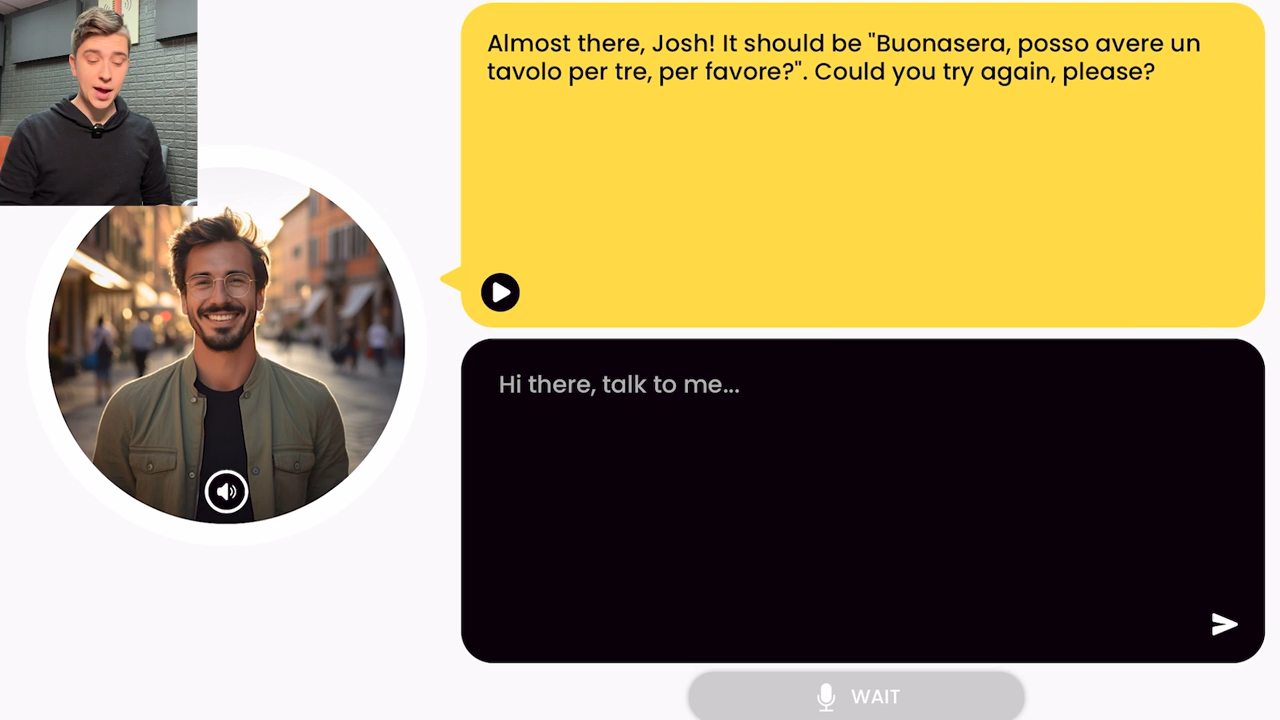 Almost there, Josh! It should be "Buonasera, posso avere un
tavolo per tre, per favore?". Could you try again, please?
Hi there, talk to me...
WAIT